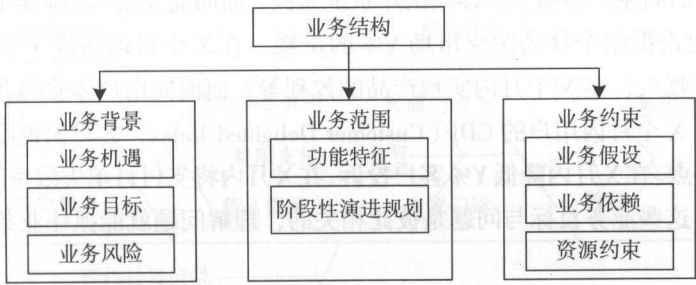 业务结构
业务背景
业务机遇
业务目标
业务风险
业务范围
功能特征
阶段性演进规划
业务约束
业务假设
业务依赖
资源约束